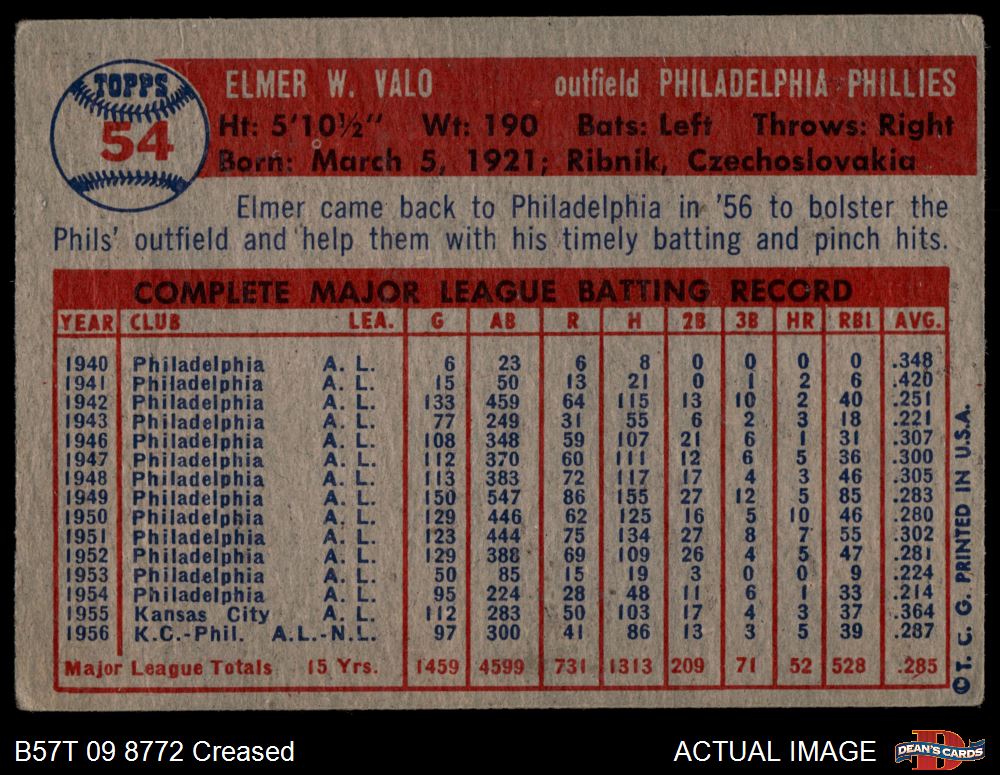 TOPPS
54
ELMER W. VALO outfield PHILADELPHIA PHILLIES
Ht: 5'10½" Wt: 190 Bats: Left Throws: Right
Born: March 5, 1921; Ribnik, Czechoslovakia
Elmer came back to Philadelphia in '56 to bolster the
Phils' outfield and help them with his timely batting and pinch hits.
COMPLETE MAJOR LEAGUE BATTING RECORD
YEAR CLUB LEA. G AB R H 2B 3B HR RBI AVG.
1940 Philadelphia A. L. 6 23 6 8 0 0 0 0 .348
1941 Philadelphia A. L. 15 50 13 21 0 1 2 6 .420
1942 Philadelphia A. L. 133 459 64 115 13 10 2 40 .251
1943 Philadelphia A. L. 77 249 31 55 6 2 3 18 .221
1946 Philadelphia A. L. 108 348 59 107 21 6 1 31 .307
1947 Philadelphia A. L. 112 370 60 111 12 6 5 36 .300
1948 Philadelphia A. L. 113 383 72 117 17 4 3 46 .305
1949 Philadelphia A. L. 150 547 86 155 27 12 5 85 .283
1950 Philadelphia A. L. 129 446 62 125 16 5 10 46 .280
1951 Philadelphia A. L. 123 444 75 134 27 8 7 55 .302
1952 Philadelphia A. L. 129 388 69 109 26 4 5 47 .281
1953 Philadelphia A. L. 50 85 15 19 3 0 0 9 .224
1954 Philadelphia A. L. 95 224 28 48 11 6 1 33 .214
1955 Kansas City A. L. 112 283 50 103 17 4 3 37 .364
1956 K.C.-Phil. A.L.-N.L. 97 300 41 86 13 3 5 39 .287
Major League Totals 15 Yrs. 1459 4599 731 1313 209 71 52 528 .285
©T. C. G. PRINTED IN U.S.A.
B57T 09 8772 Creased
ACTUAL IMAGE
DEAN'S CARDS